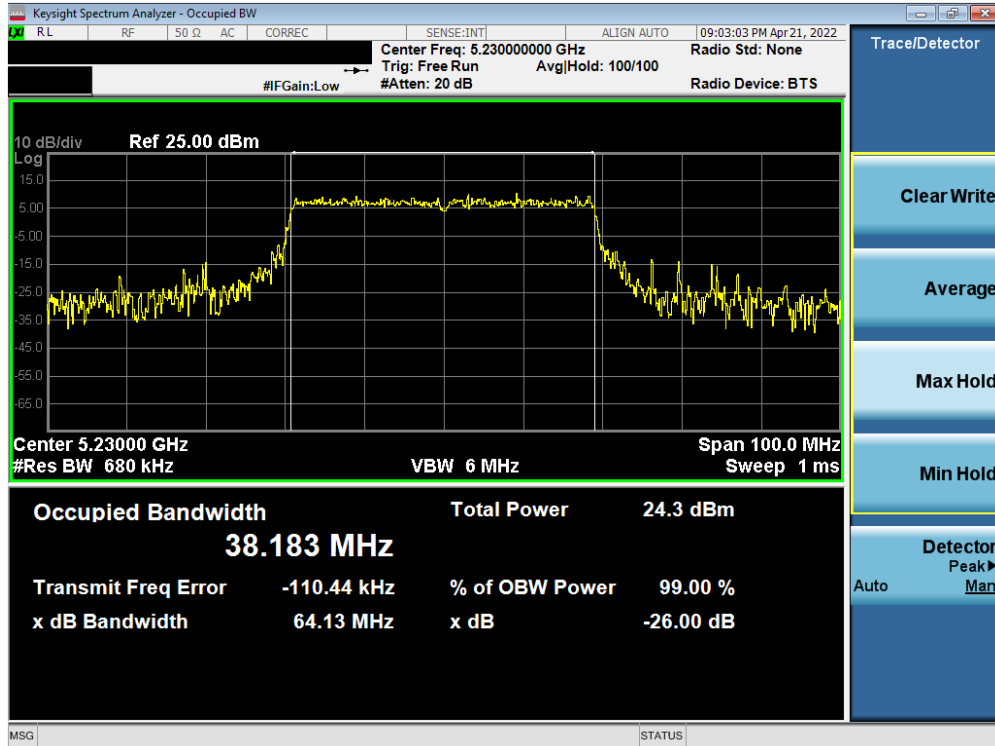 Keysight Spectrum Analyzer - Occupied BW
LXI RL RF 50 Ω AC CORREC SENSE:INT ALIGN AUTO 09:03:03 PM Apr 21, 2022
Center Freq: 5.230000000 GHz Radio Std: None
Trig: Free Run Avg|Hold: 100/100
#IFGain:Low #Atten: 20 dB Radio Device: BTS
Trace/Detector
10 dB/div Ref 25.00 dBm
Log
15.0
5.00
-5.00
-15.0
-25.0
-35.0
-45.0
-55.0
-65.0
Center 5.23000 GHz Span 100.0 MHz
#Res BW 680 kHz VBW 6 MHz Sweep 1 ms
Occupied Bandwidth Total Power 24.3 dBm
38.183 MHz
Transmit Freq Error -110.44 kHz % of OBW Power 99.00 %
x dB Bandwidth 64.13 MHz x dB -26.00 dB
Clear Write
Average
Max Hold
Min Hold
Detector
Peak▶
Auto Man
MSG STATUS